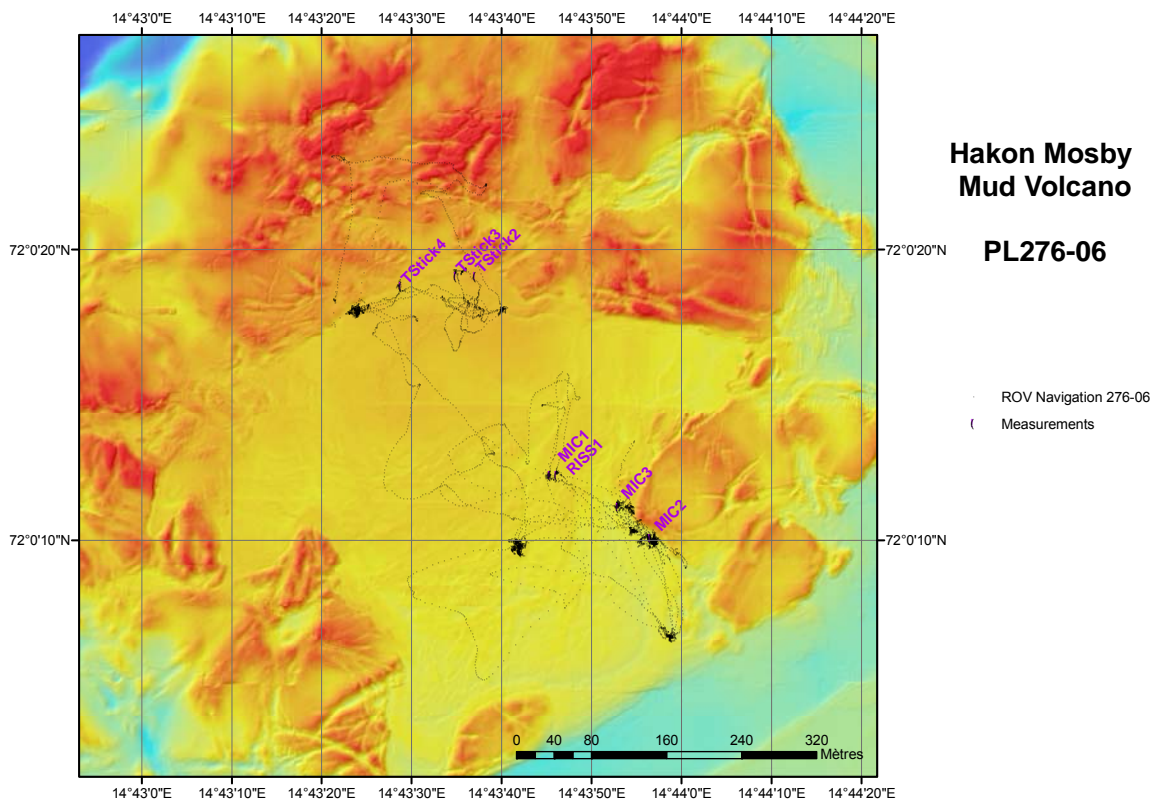 14°43'0"E 14°43'10"E 14°43'20"E 14°43'30"E 14°43'40"E 14°43'50"E 14°44'0"E 14°44'10"E 14°44'20"E
Hakon Mosby
Mud Volcano
PL276-06
72°0'20"N 72°0'20"N
TStick4
TStick3
TStick2
ROV Navigation 276-06
Measurements
MIC1
RISS1
MIC3
MIC2
72°0'10"N 72°0'10"N
0 40 80 160 240 320
Mètres
14°43'0"E 14°43'10"E 14°43'20"E 14°43'30"E 14°43'40"E 14°43'50"E 14°44'0"E 14°44'10"E 14°44'20"E